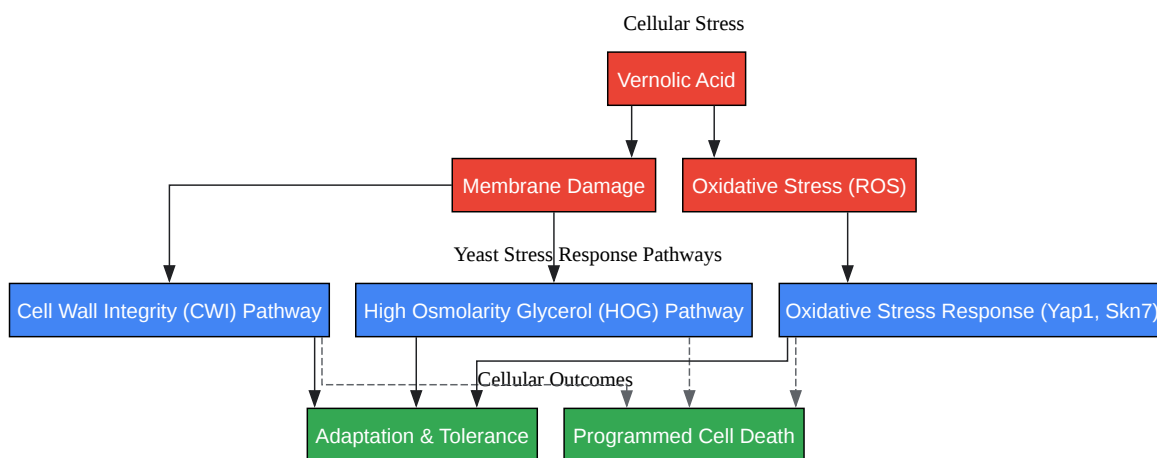 Cellular Stress
Vernolic Acid
Membrane Damage
Oxidative Stress (ROS)
Yeast Stress Response Pathways
Cell Wall Integrity (CWI) Pathway
High Osmolarity Glycerol (HOG) Pathway
Oxidative Stress Response (Yap1, Skn7)
Cellular Outcomes
Adaptation & Tolerance
Programmed Cell Death